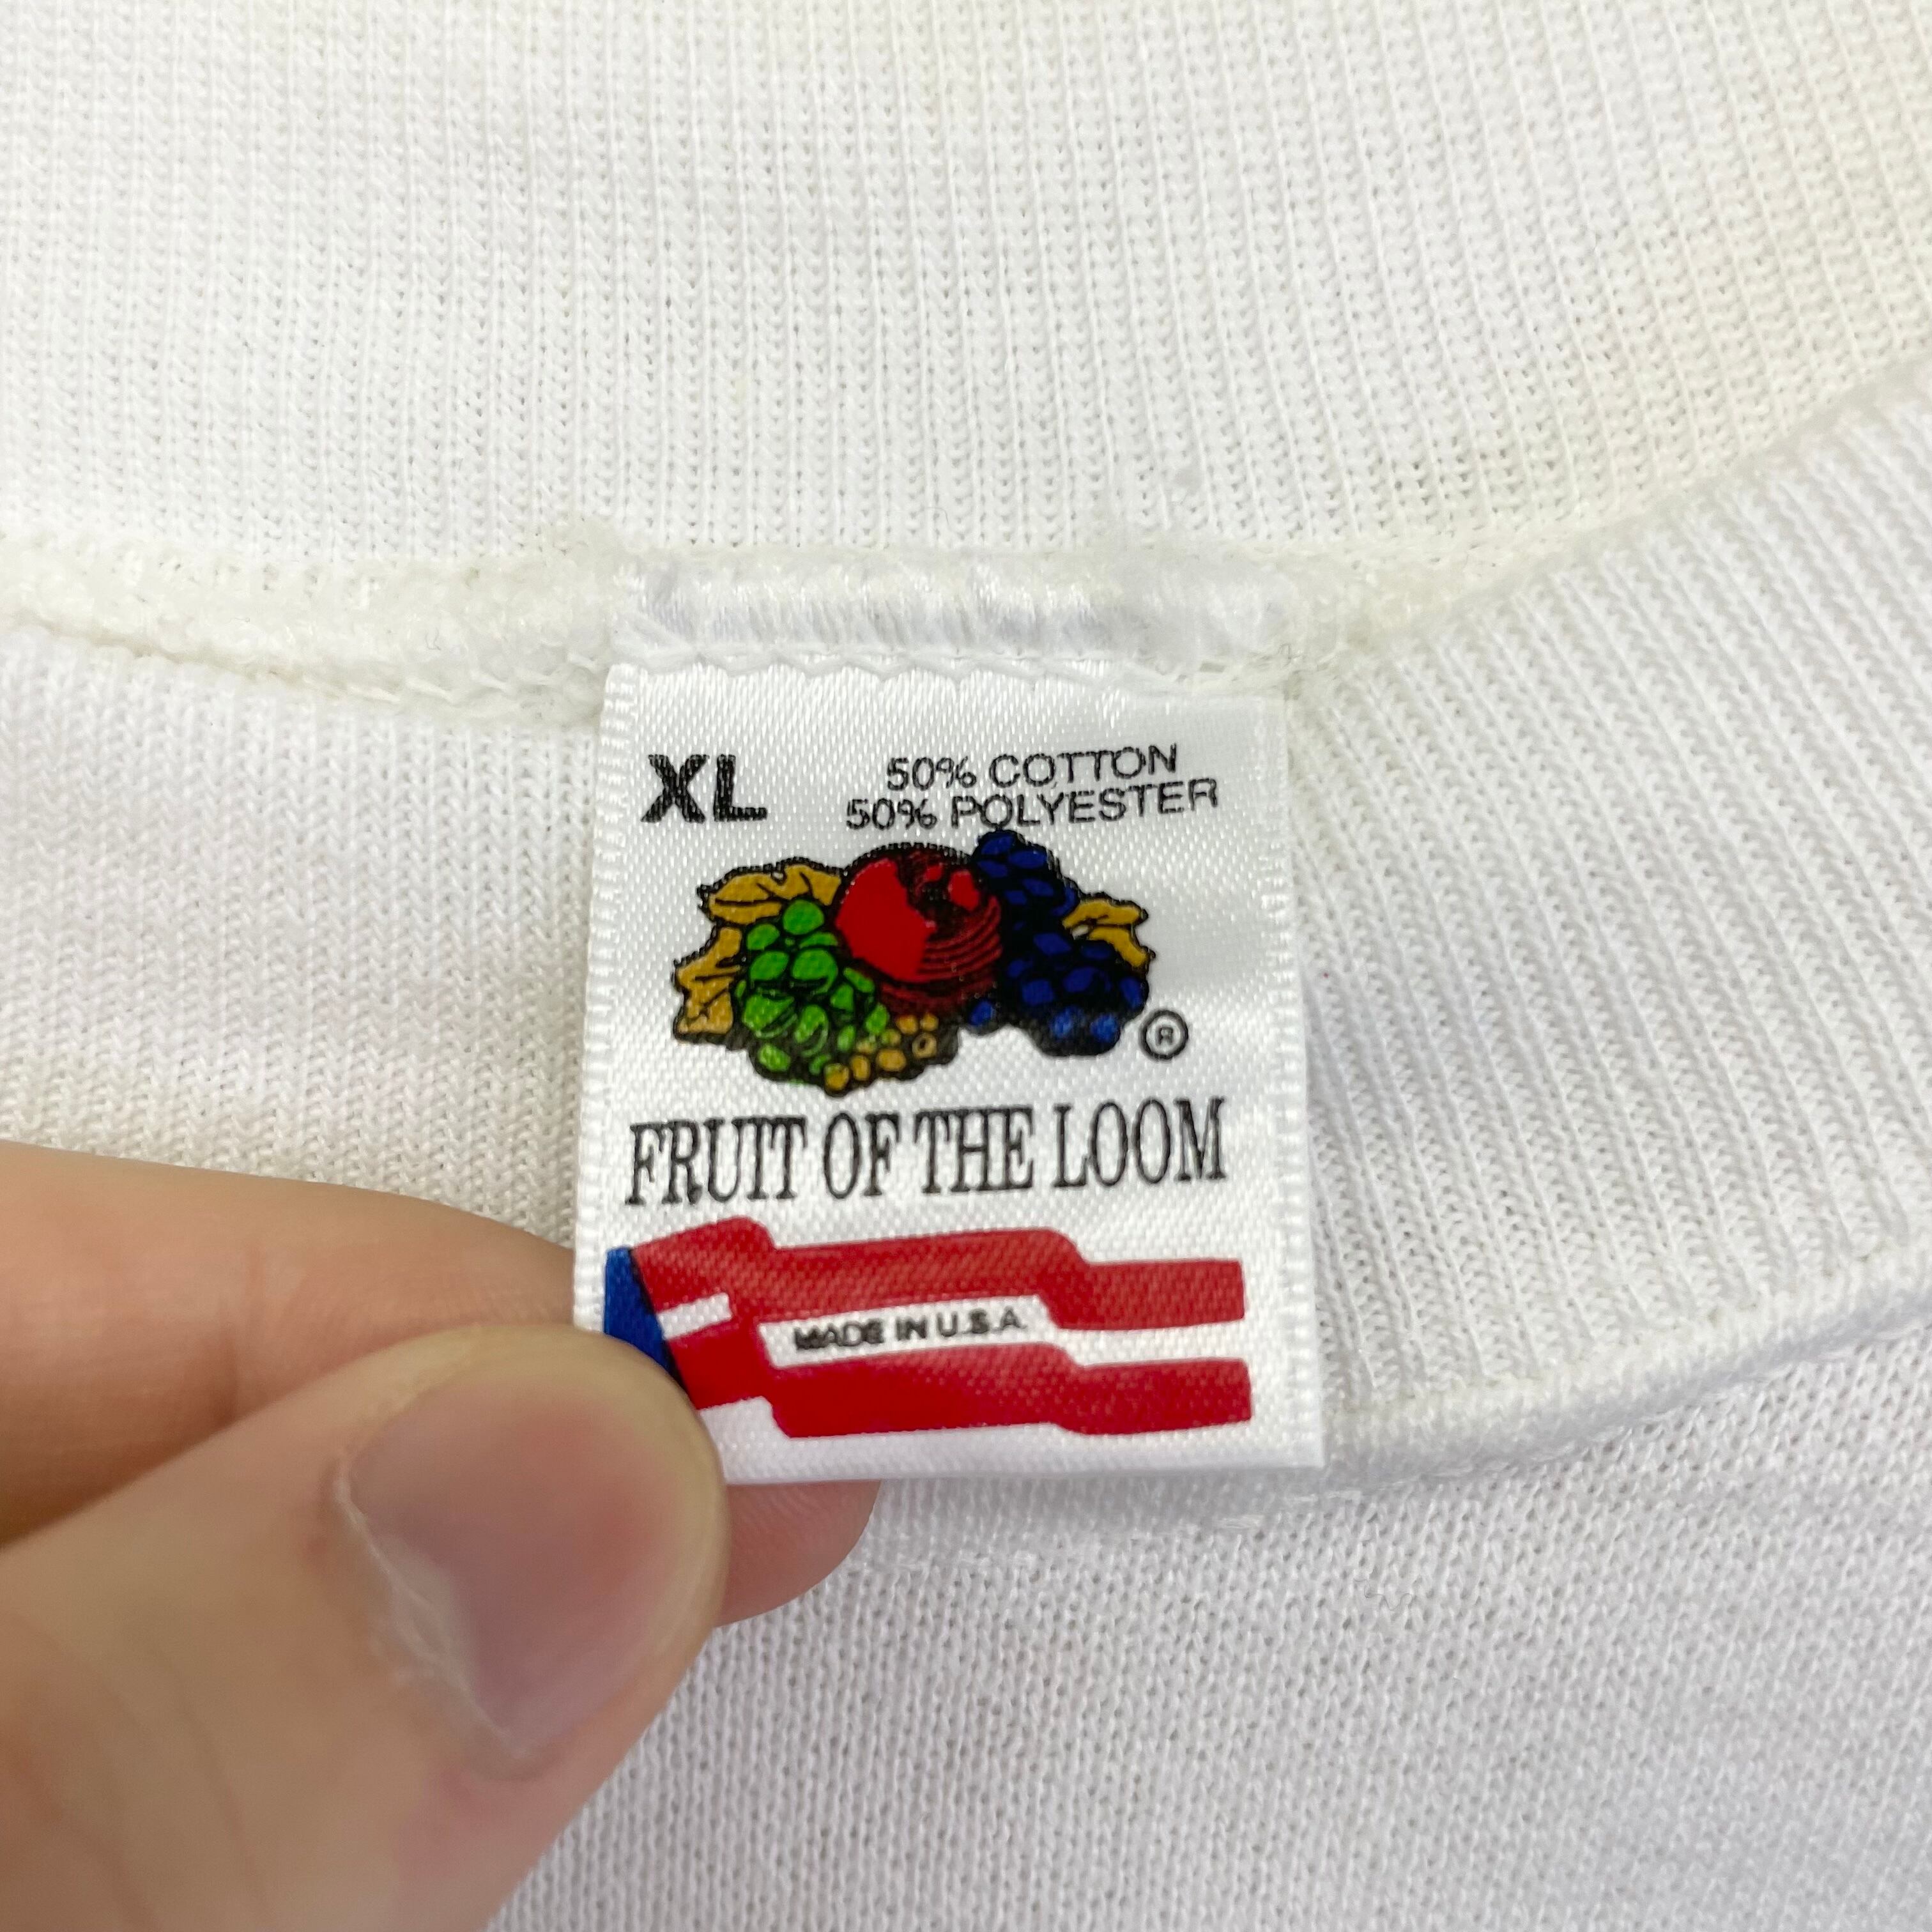 XL
50% COTTON
50% POLYESTER
®
FRUIT OF THE LOOM
MADE IN U.S.A.